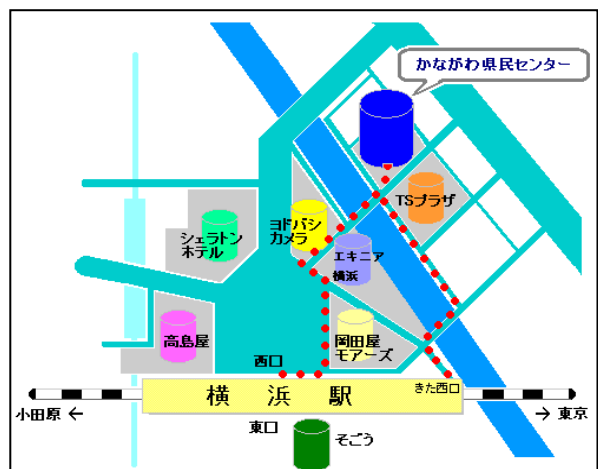 かながわ県民センター
TSプラザ
ヨドバシ
カメラ
シェラトン
ホテル
エキニア
横浜
高島屋
岡田屋
モアーズ
西口
きた西口
横浜駅
小田原 ←
→ 東京
東口
そごう